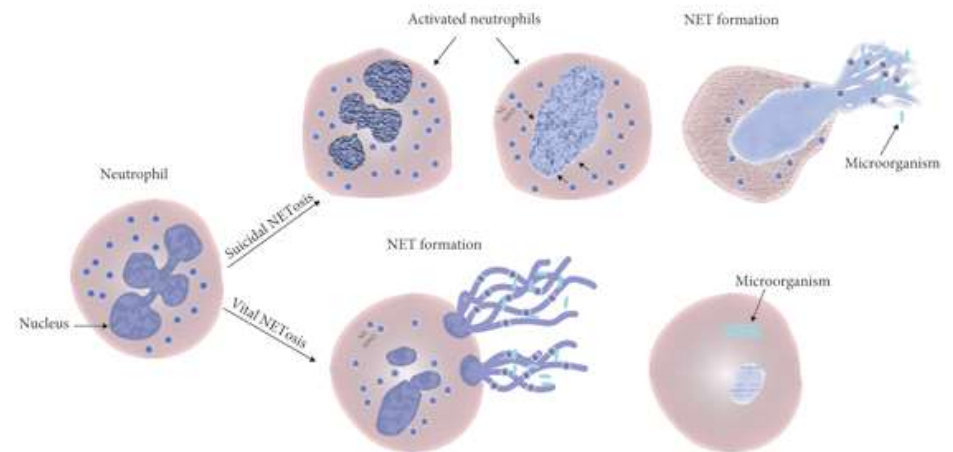 Activated neutrophils
NET formation
Microorganism
Neutrophil
Suicidal NETosis
NET formation
Vital NETosis
Nucleus
Microorganism